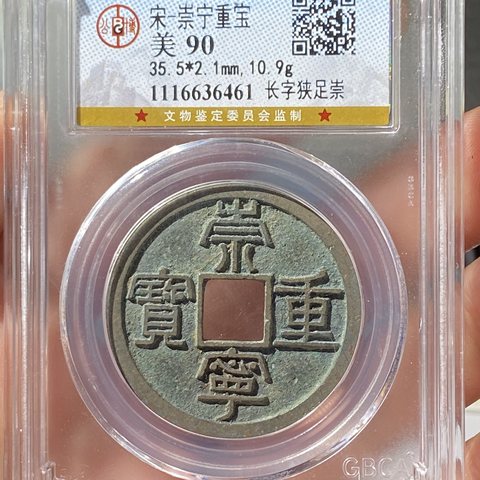 宋-崇宁重宝
美 90
35.5*2.1mm, 10.9g
1116636461 长字狭足崇
★ 文物鉴定委员会监制 ★
崇
寶 重
寧
GBCA